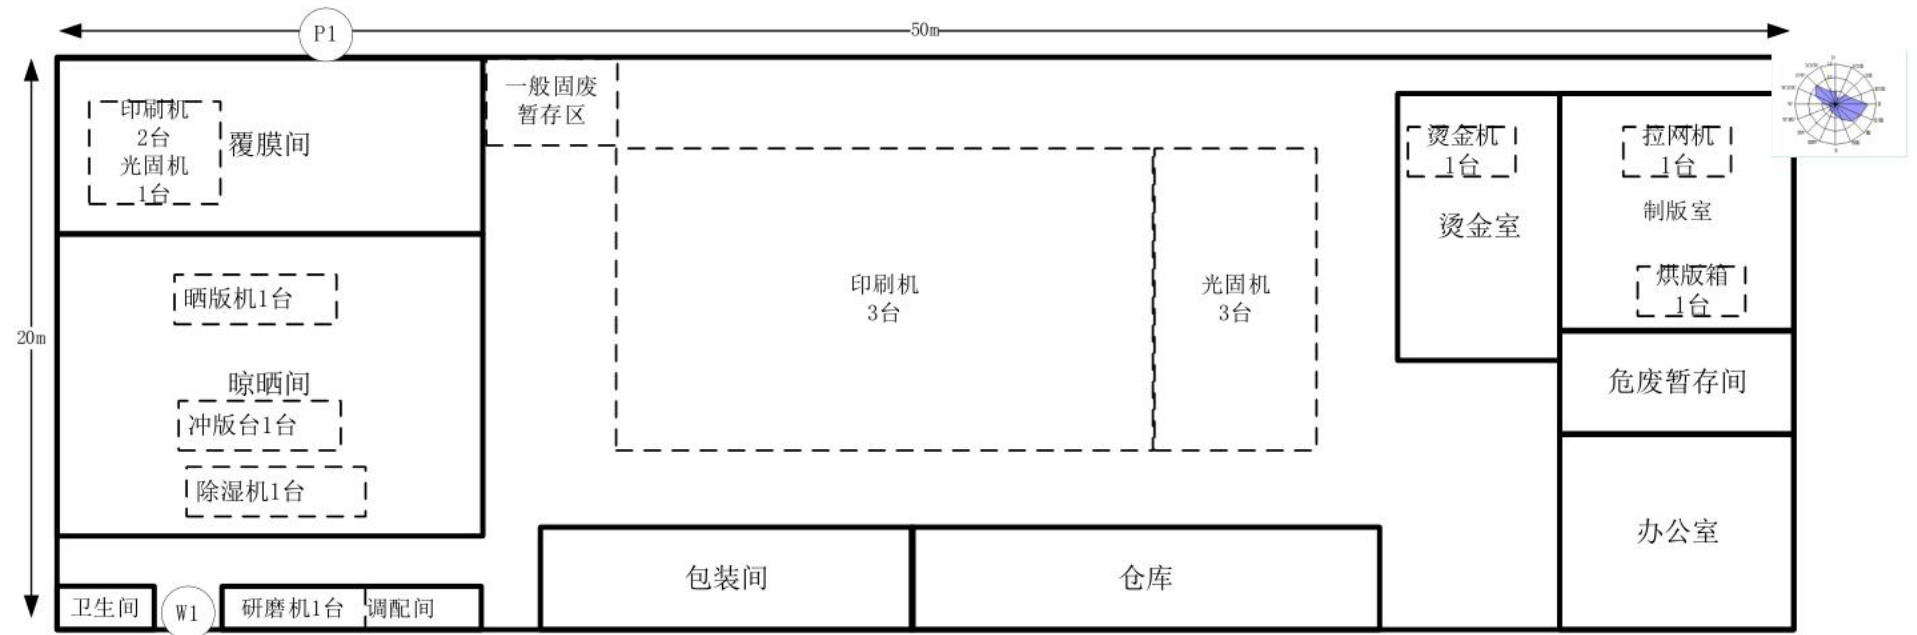 P1
50m
20m
一般固废
暂存区
印刷机
2台
光固机
1台
覆膜间
烫金机
1台
烫金室
拉网机
1台
制版室
烘版箱
1台
晒版机1台
晾晒间
冲版台1台
除湿机1台
印刷机
3台
光固机
3台
危废暂存间
办公室
包装间
仓库
卫生间
W1
研磨机1台
调配间